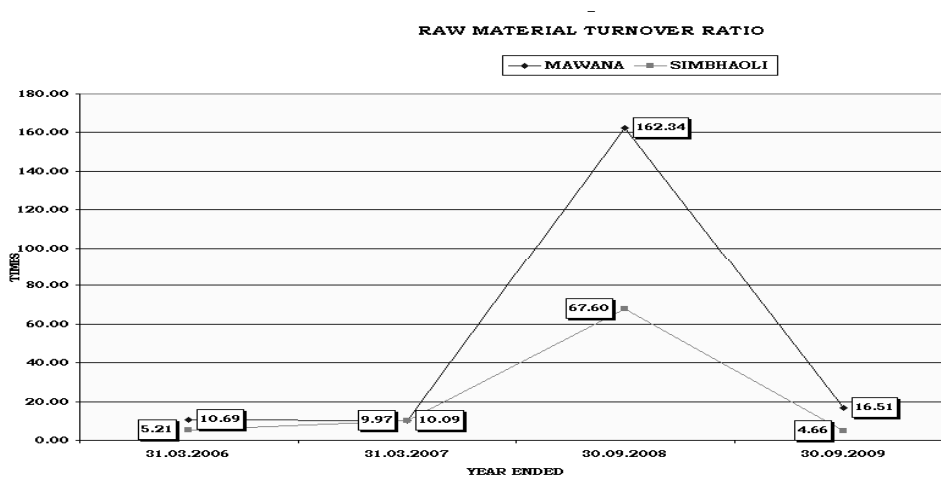 RAW MATERIAL TURNOVER RATIO
MAWANA SIMBHAOLI
180.00
160.00
140.00
120.00
100.00
80.00
60.00
40.00
20.00
0.00
TIMES
162.34
67.60
5.21 10.69 9.97 10.09 4.66 16.51
31.03.2006 31.03.2007 30.09.2008 30.09.2009
YEAR ENDED